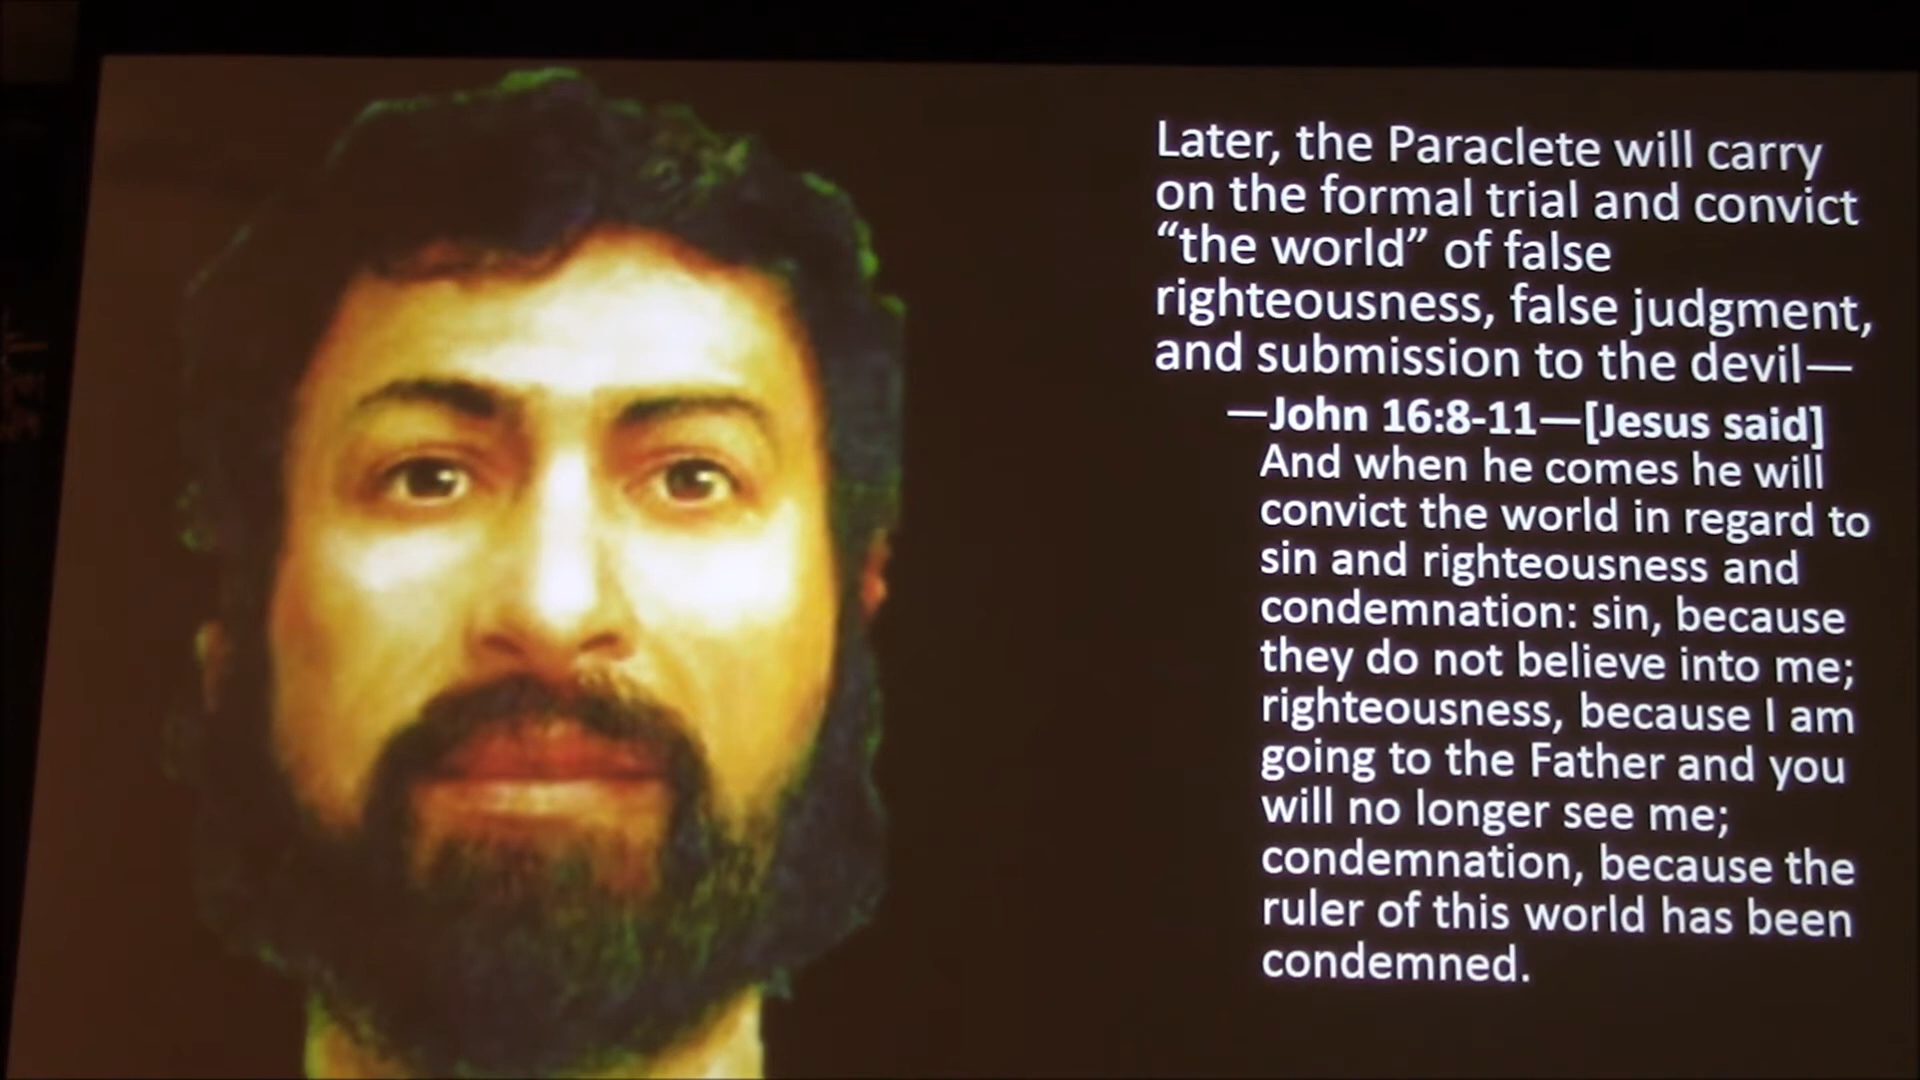 Later, the Paraclete will carry
on the formal trial and convict
“the world” of false
righteousness, false judgment,
and submission to the devil—
—John 16:8-11—[Jesus said]
And when he comes he will
convict the world in regard to
sin and righteousness and
condemnation: sin, because
they do not believe into me;
righteousness, because I am
going to the Father and you
will no longer see me;
condemnation, because the
ruler of this world has been
condemned.